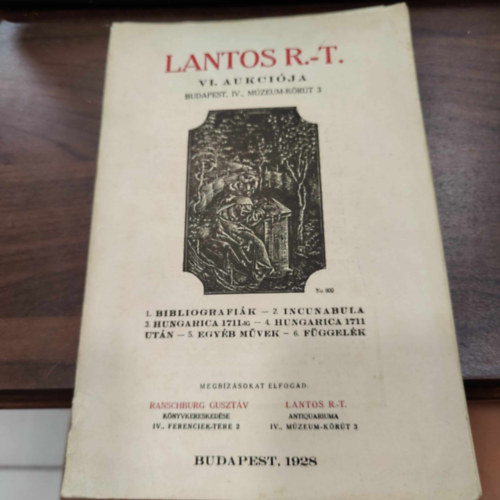 LANTOS R.-T.
VI. AUKCIÓJA
BUDAPEST, IV., MÚZEUM-KÖRÚT 3
1. BIBLIOGRAFIÁK — 2. INCUNABULA
3. HUNGARICA 1711-IG — 4. HUNGARICA 1711
UTÁN — 5. EGYÉB MŰVEK — 6. FÜGGELÉK
MEGBÍZÁSOKAT ELFOGAD:
RANSCHBURG GUSZTÁV
KÖNYVKERESKEDÉSE
IV., FERENCIEK-TERE 2
LANTOS R.-T.
ANTIQUARIUMA
IV., MÚZEUM-KÖRÚT 3
BUDAPEST, 1928